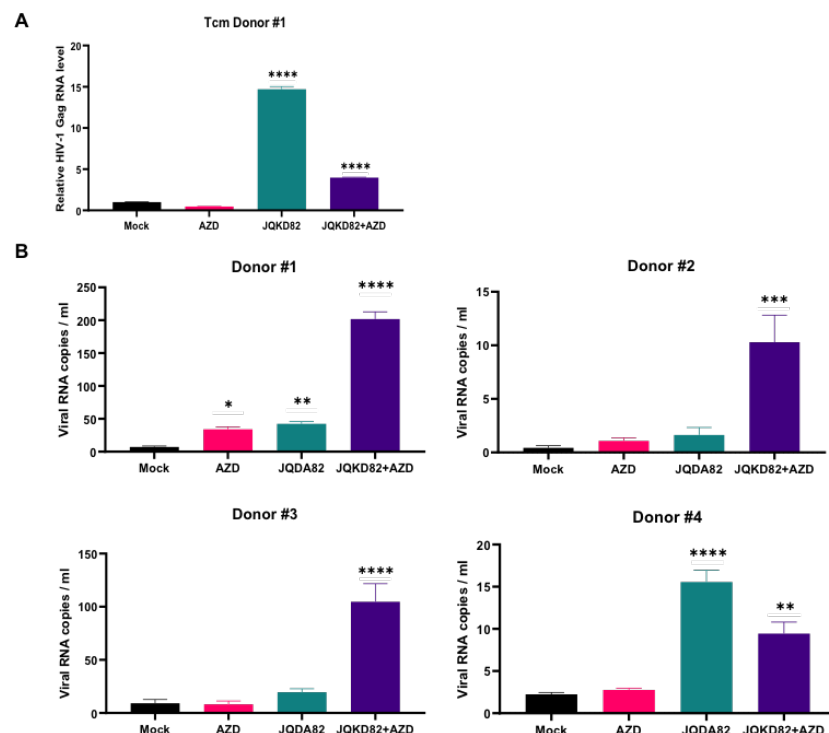 A
Tcm Donor #1
Relative HIV-1 Gag RNA level
20
15
10
5
0
****
****
Mock AZD JQKD82 JQKD82+AZD
B
Donor #1
Viral RNA copies / ml
250
200
150
100
50
0
*
**
****
Mock AZD JQDA82 JQKD82+AZD
Donor #2
Viral RNA copies / ml
15
10
5
0
***
Mock AZD JQDA82 JQKD82+AZD
Donor #3
Viral RNA copies / ml
150
100
50
0
****
Mock AZD JQDA82 JQKD82+AZD
Donor #4
Viral RNA copies / ml
20
15
10
5
0
****
**
Mock AZD JQDA82 JQKD82+AZD